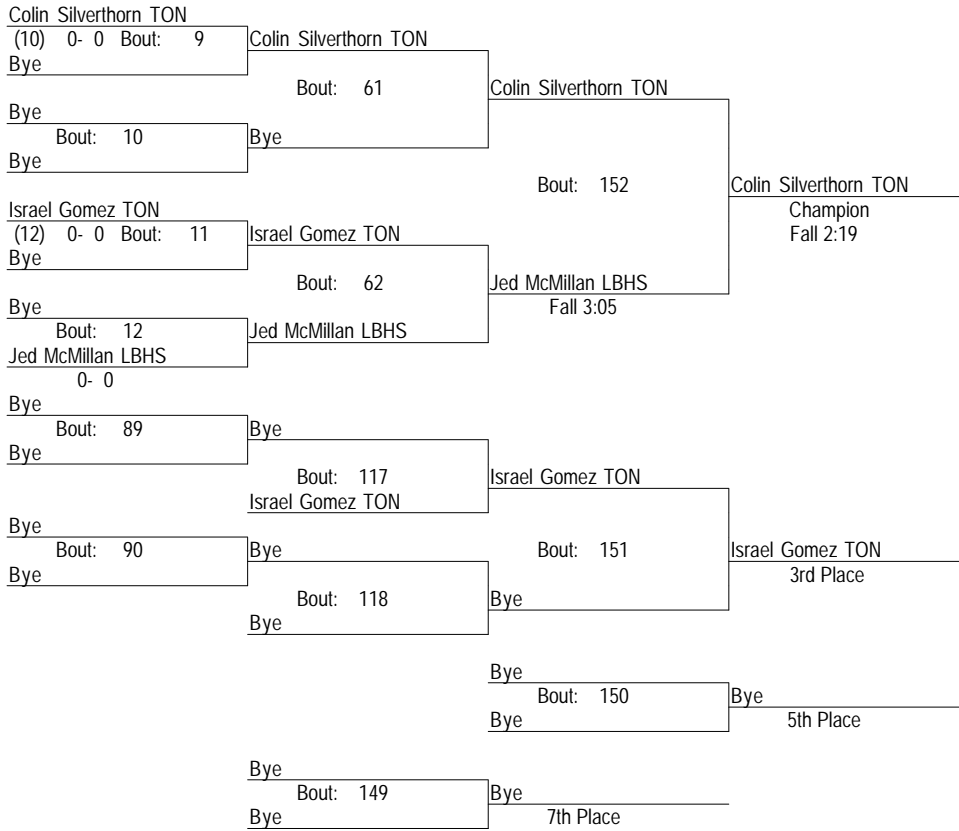 Colin Silverthorn TON
(10) 0- 0 Bout: 9 Colin Silverthorn TON
Bye
Bout: 61 Colin Silverthorn TON
Bye
Bout: 10 Bye
Bye
Bout: 152 Colin Silverthorn TON
Israel Gomez TON Champion
(12) 0- 0 Bout: 11 Israel Gomez TON Fall 2:19
Bye
Bout: 62 Jed McMillan LBHS
Bye Fall 3:05
Bout: 12 Jed McMillan LBHS
Jed McMillan LBHS
0- 0
Bye
Bout: 89 Bye
Bye
Bout: 117 Israel Gomez TON
Israel Gomez TON
Bye
Bout: 90 Bye Bout: 151 Israel Gomez TON
Bye 3rd Place
Bout: 118 Bye
Bye
Bye
Bout: 150 Bye
Bye 5th Place
Bye
Bout: 149 Bye
Bye 7th Place